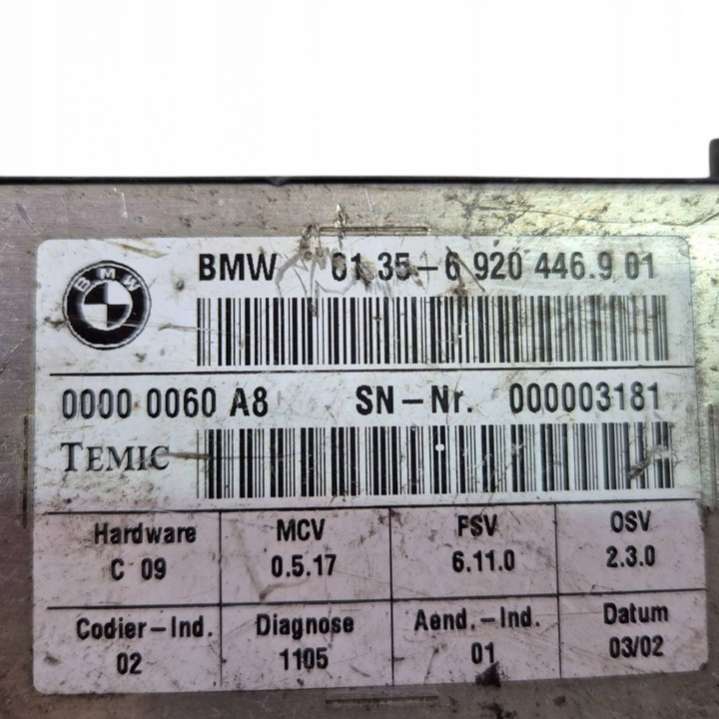 BMW
BMW 61.35-6 920 446.9 01
0000 0060 A8 SN-Nr. 000003181
TEMIC
Hardware MCV FSV OSV
C 09 0.5.17 6.11.0 2.3.0
Codier-Ind. Diagnose Aend.-Ind. Datum
02 1105 01 03/02